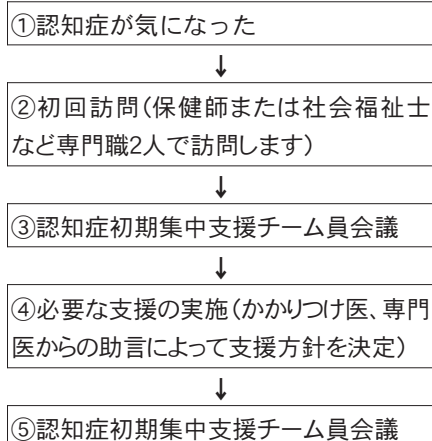 ①認知症が気になった
↓
②初回訪問(保健師または社会福祉士
など専門職2人で訪問します)
↓
③認知症初期集中支援チーム員会議
↓
④必要な支援の実施(かかりつけ医、専門
医からの助言によって支援方針を決定)
↓
⑤認知症初期集中支援チーム員会議